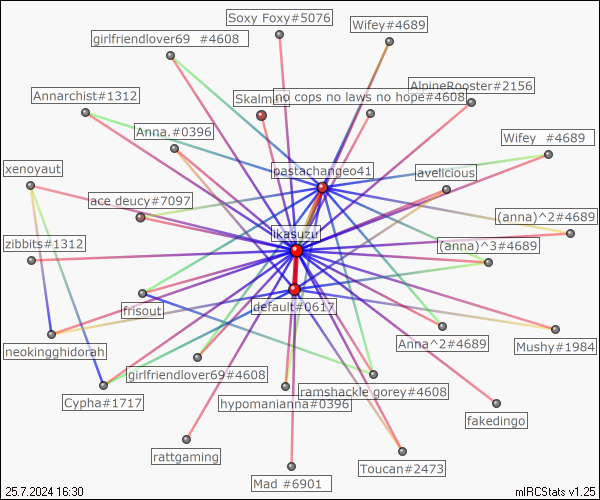 Soxy Foxy#5076
Wifey#4689
girlfriendlover69 #4608
AlpineRooster#2156
Annarchist#1312
no cops no laws no hope#4608
Anna.#0396
Wifey #4689
xenoyaut
pastachangeo41
avelicious
ace deucy#7097
(anna)^2#4689
ikasuzu
zibbits#1312
(anna)^3#4689
frisout
default#0617
neokingghidorah
Anna^2#4689
Mushy#1984
girlfriendlover69#4608
ramshackle gorey#4608
Cypha#1717
hypomanianna#0396
fakedingo
rattgaming
Toucan#2473
Mad #6901
25.7.2024 16:30
mIRCStats v1.25